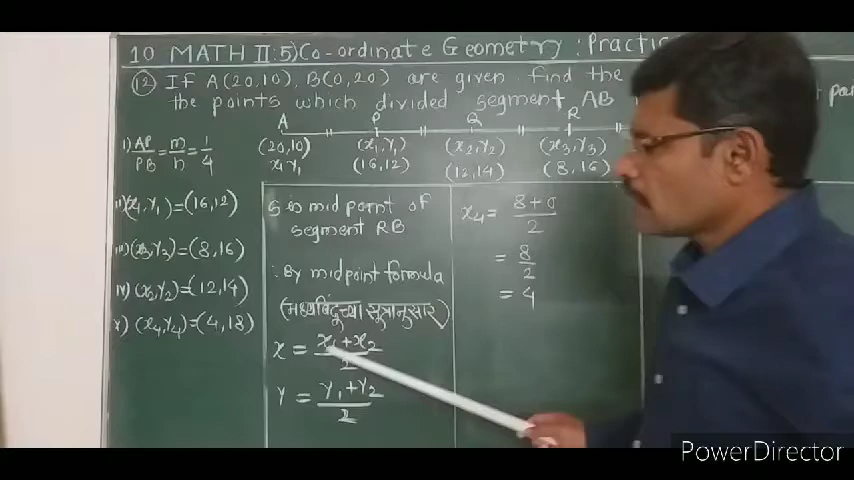 10 MATH II:5) Co-ordinate Geometry: Practic
(12) If A(20,10), B(0,20) are given find the
the points which divided segment AB
A P Q R
(20,10) (x₁,Y₁) (x₂,Y₂) (x₃,Y₃)
x₁ Y₁ (16,12) (12,14) (8,16)
i) AP/PB = m/n = 1/4
ii) (x₁,Y₁)=(16,12)
iii) (x₃,Y₃)=(8,16)
iv) (x₂,Y₂)=(12,14)
v) (x₄,Y₄)=(4,18)
S is mid point of
segment RB
∴ By midpoint formula
(मध्यबिंदूच्या सूत्रानुसार)
x = x₁+x₂/2
Y = Y₁+Y₂/2
x₄ = 8+0/2
= 8/2
= 4
PowerDirector